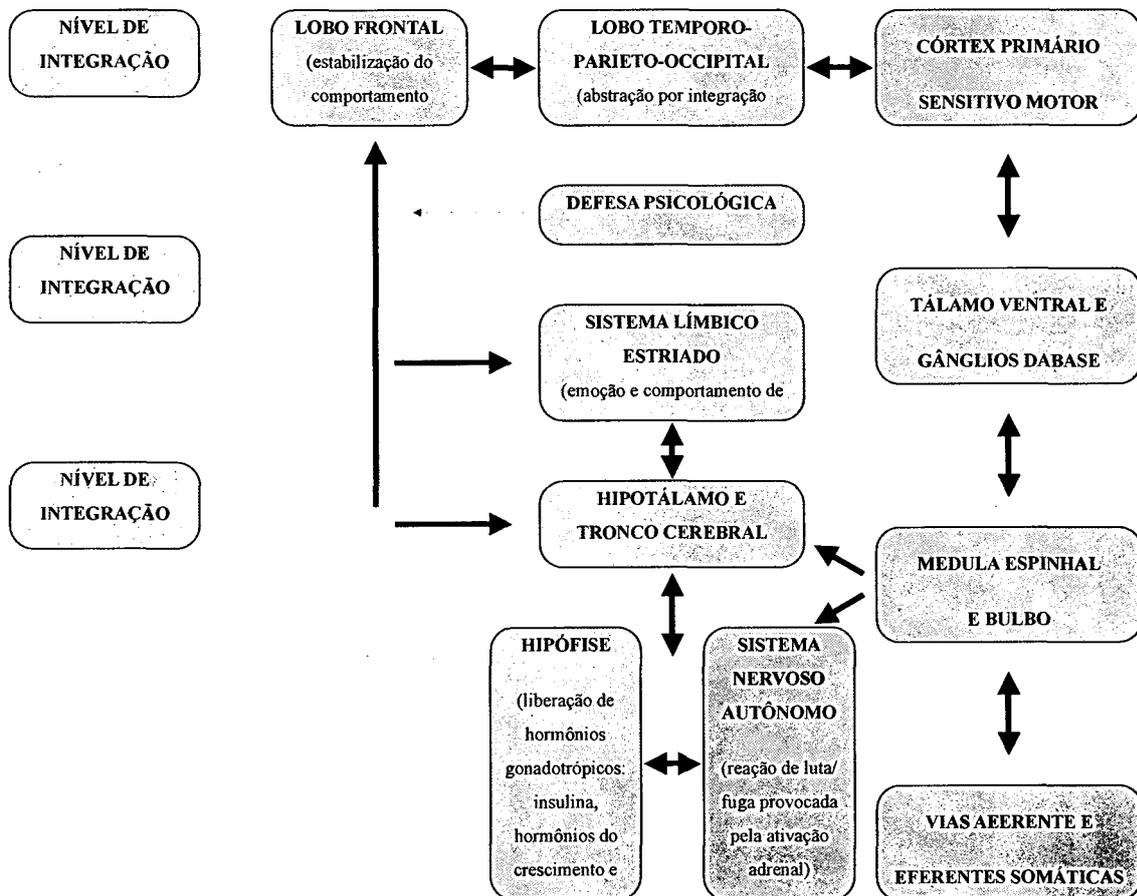 NÍVEL DE
INTEGRAÇÃO
LOBO FRONTAL
(estabilização do
comportamento
LOBO TEMPORO-
PARIETO-OCCIPITAL
(abstração por integração
CÓRTEX PRIMÁRIO
SENSITIVO MOTOR
DEFESA PSICOLÓGICA
NÍVEL DE
INTEGRAÇÃO
SISTEMA LÍMBICO
ESTRIADO
(emoção e comportamento de
TÁLAMO VENTRAL E
GÂNGLIOS DABASE
NÍVEL DE
INTEGRAÇÃO
HIPOTÁLAMO E
TRONCO CEREBRAL
MEDULA ESPINHAL
E BULBO
HIPÓFISE
(liberação de
hormônios
gonadotrópicos:
insulina,
hormônios do
crescimento e
SISTEMA
NERVOSO
AUTÔNOMO
(reação de luta/
fuga provocada
pela ativação
adrenal)
VIAS AEERENTE E
EFERENTES SOMÁTICAS